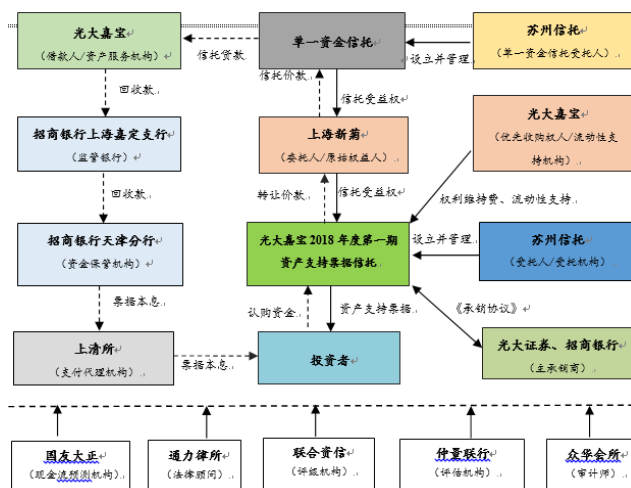 光大嘉宝
(借款人/资产服务机构)
信托贷款
单一资金信托
设立并管理
苏州信托
(单一资金信托受托人)
回收款
信托价款
信托受益权
招商银行上海嘉定支行
(监管银行)
上海新菊
(委托人/原始权益人)
光大嘉宝
(优先收购权人/流动性支
持机构)
回收款
转让价款
信托受益权
权利维持费、流动性支持
招商银行天津分行
(资金保管机构)
光大嘉宝 2018 年度第一期
资产支持票据信托
设立并管理
苏州信托
(受托人/受托机构)
票据本息
认购资金
资产支持票据
《承销协议》
上清所
(支付代理机构)
票据本息
投资者
光大证券、招商银行
(主承销商)
国友大正
(现金流预测机构)
通力律所
(法律顾问)
联合资信
(评级机构)
仲量联行
(评估机构)
众华会所
(审计师)